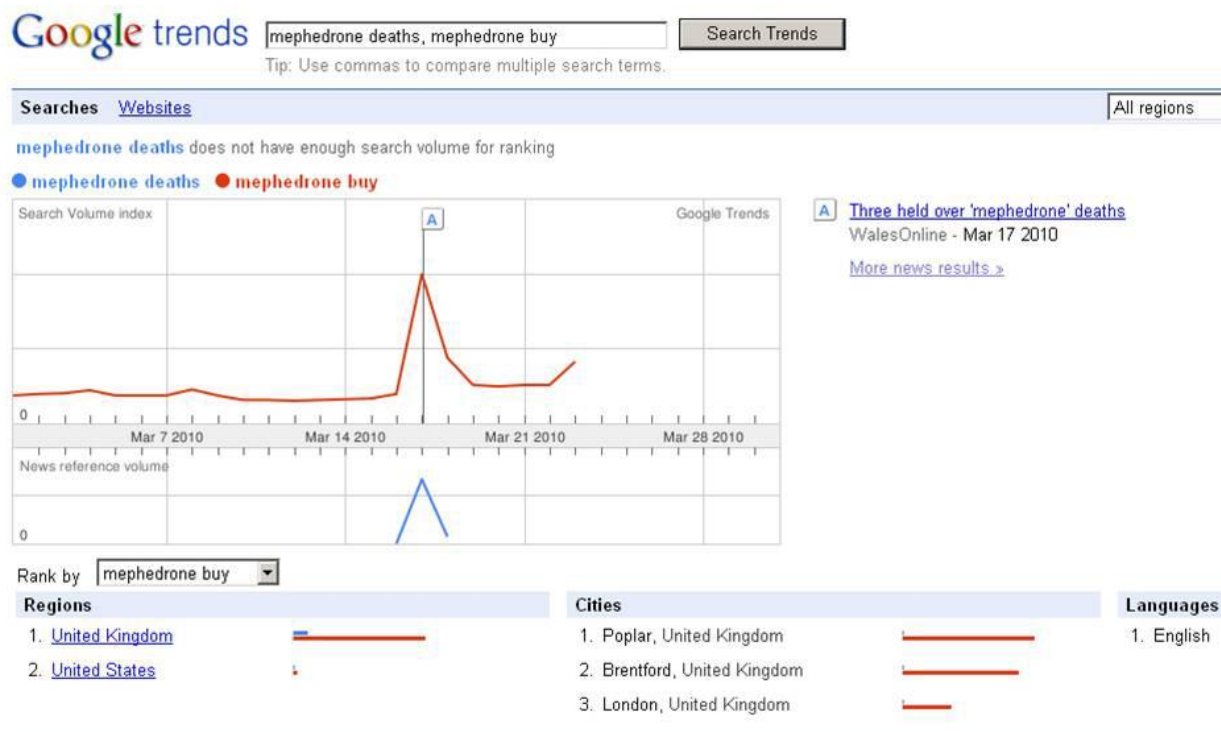 Google trends
mephedrone deaths, mephedrone buy
Search Trends
Tip: Use commas to compare multiple search terms.
Searches Websites
All regions
mephedrone deaths does not have enough search volume for ranking
mephedrone deaths mephedrone buy
Search Volume index
Google Trends
A
0
Mar 7 2010 Mar 14 2010 Mar 21 2010 Mar 28 2010
News reference volume
0
A Three held over 'mephedrone' deaths
WalesOnline - Mar 17 2010
More news results »
Rank by mephedrone buy
Regions
1. United Kingdom
2. United States
Cities
1. Poplar, United Kingdom
2. Brentford, United Kingdom
3. London, United Kingdom
Languages
1. English